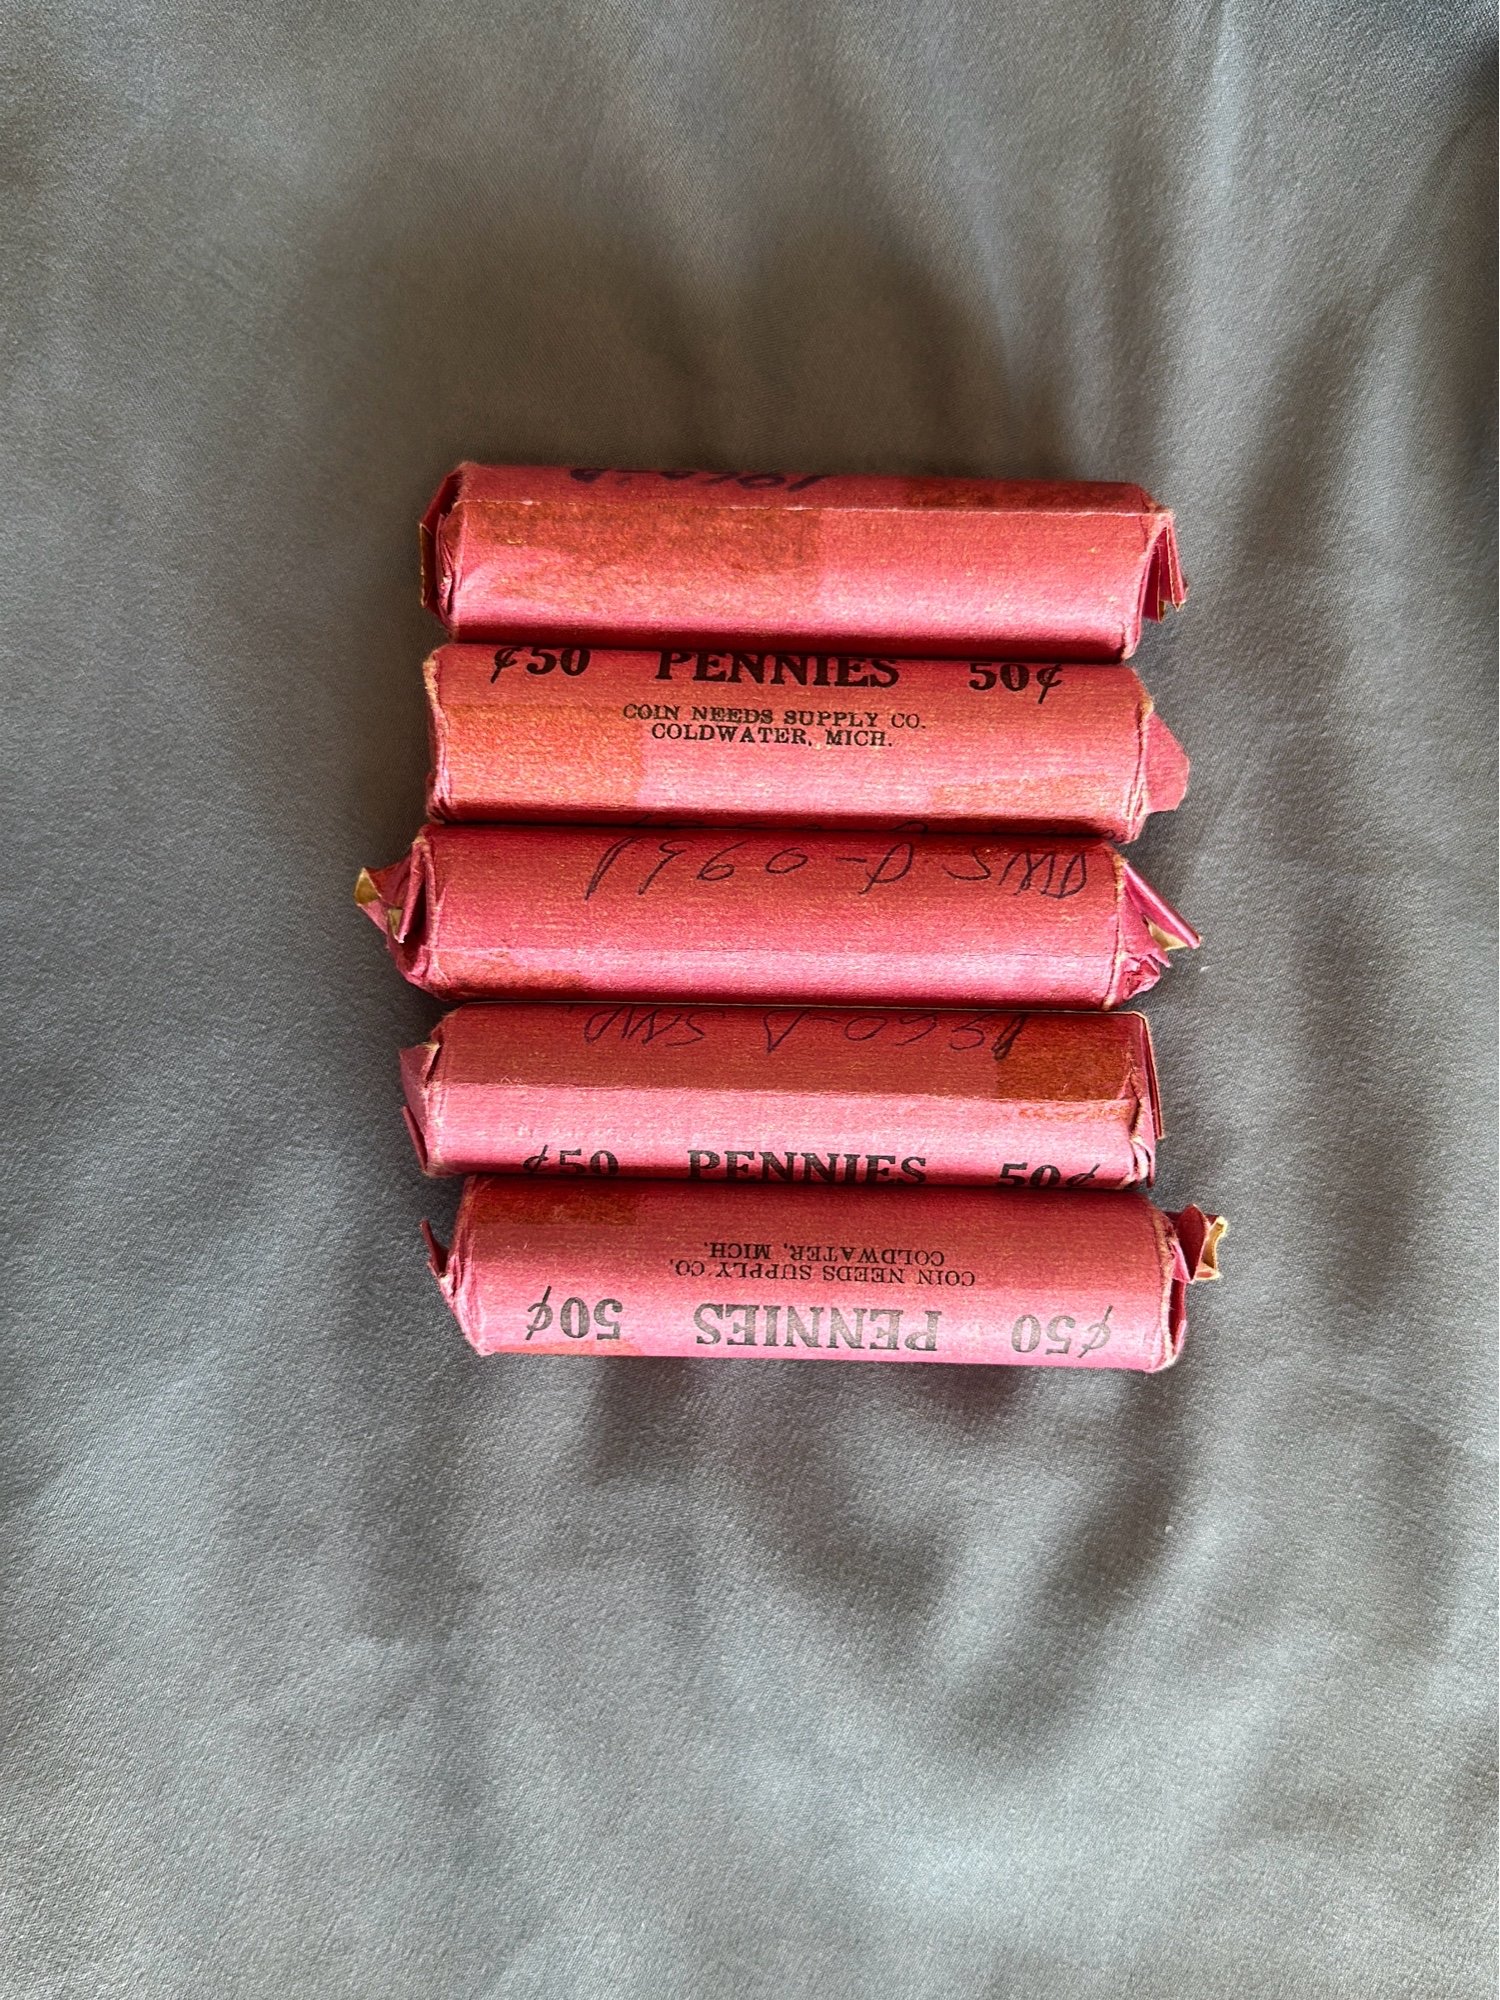 ¢50 PENNIES 50¢
COIN NEEDS SUPPLY CO.
COLDWATER, MICH.
1960-D SMD
1960-D SMD
¢50 PENNIES 50¢
¢50 PENNIES 50¢
COIN NEEDS SUPPLY CO.
COLDWATER, MICH.